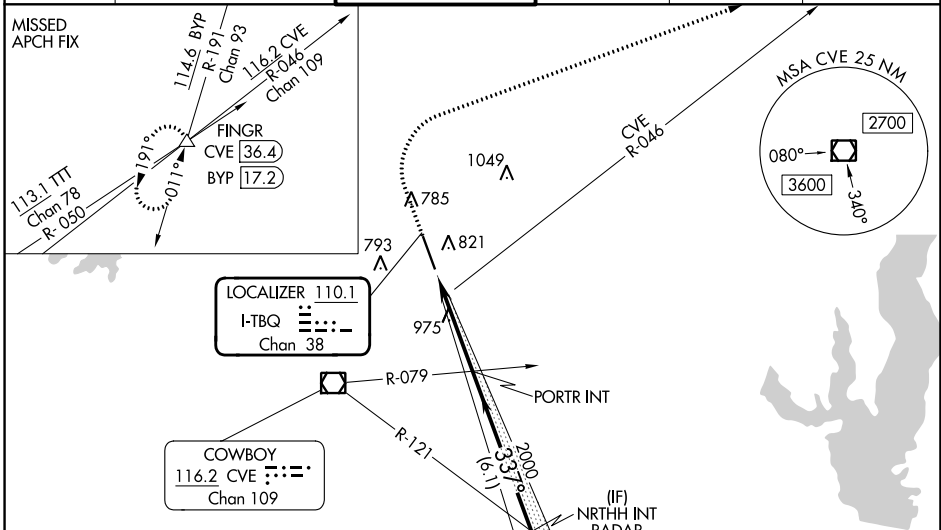 MISSED
APCH FIX
114.6 BYP
R-191
Chan 93
116.2 CVE
R-046
Chan 109
FINGR
CVE 36.4
BYP 17.2
191°
011°
113.1 TTT
Chan 78
R-050
1049
785
821
793
975
CVE
R-046
MSA CVE 25 NM
2700
080°
3600
340°
LOCALIZER 110.1
I-TBQ
Chan 38
R-079
PORTR INT
R-121
COWBOY
116.2 CVE
Chan 109
2000
337°
(6.1)
(IF)
NRTHH INT
RADAR